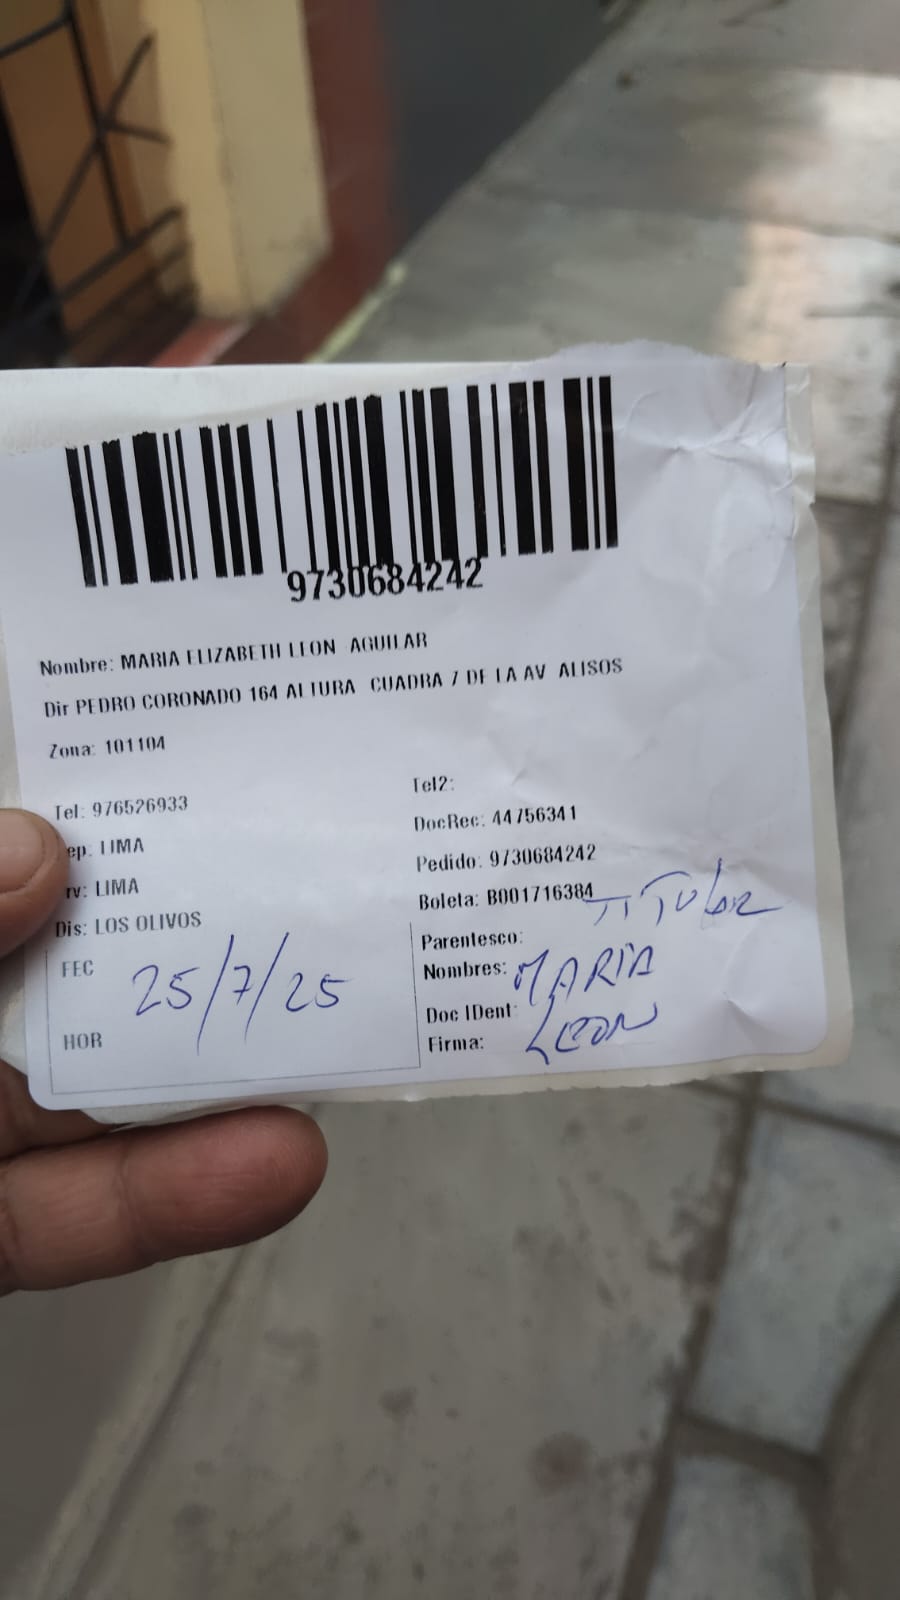 9730684242
Nombre: MARIA ELIZABETH LEON AGUILAR
Dir PEDRO CORONADO 164 ALTURA CUADRA 7 DE LA AV ALISOS
Zona: 101104
Tel: 976526933
Tel2:
ep: LIMA
DocRec: 44756341
rv: LIMA
Pedido: 9730684242
Dis: LOS OLIVOS
Boleta: B001716384
Parentesco: TITULAR
FEC 25/7/25
Nombres: MARIA
Doc IDent:
HOR
Firma: LEON